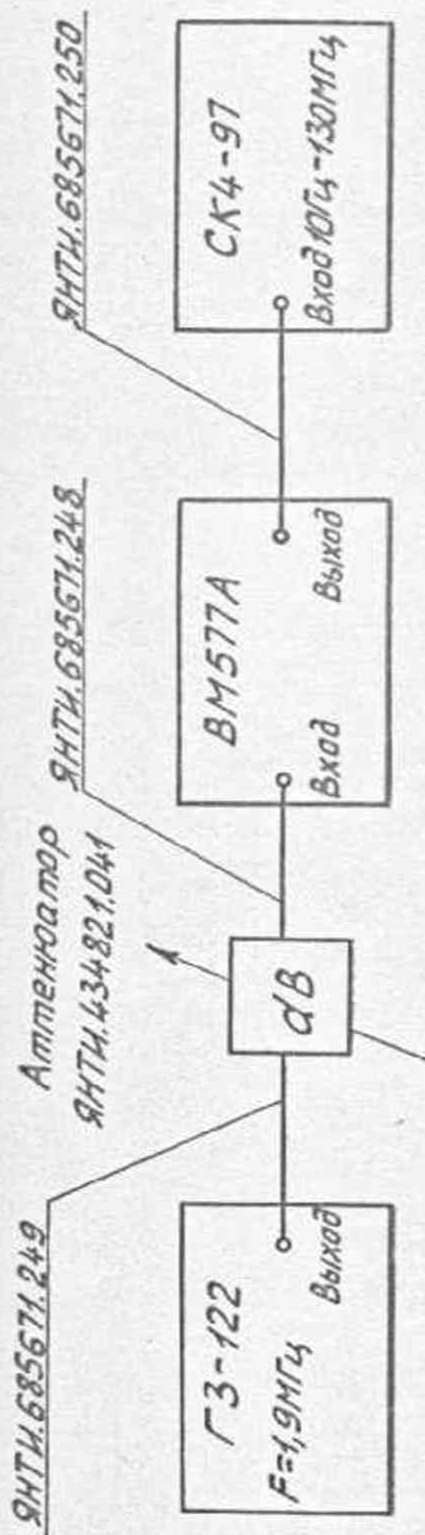 ЯНТИ.685671.249
Аттенюатор
ЯНТИ.434821.041
ЯНТИ.685671.248
ЯНТИ.685671.250
Г3-122
F=1,9МГц
Выход
dB
ВМ577А
Вход
Выход
СК4-97
Вход 10Гц-130МГц